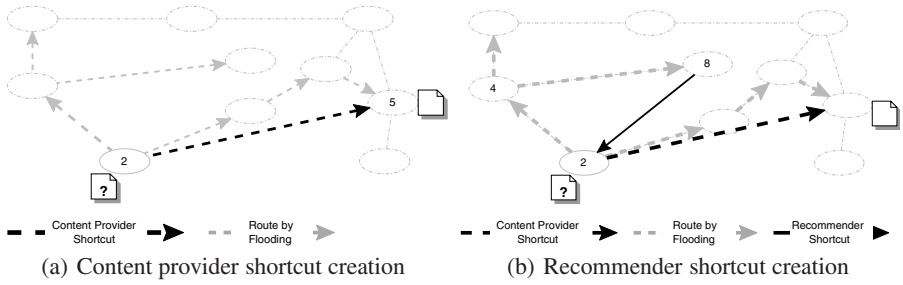 5
2
?
Content Provider
Shortcut
Route by
Flooding
(a) Content provider shortcut creation
8
4
2
?
Content Provider
Shortcut
Route by
Flooding
Recommender
Shortcut
(b) Recommender shortcut creation